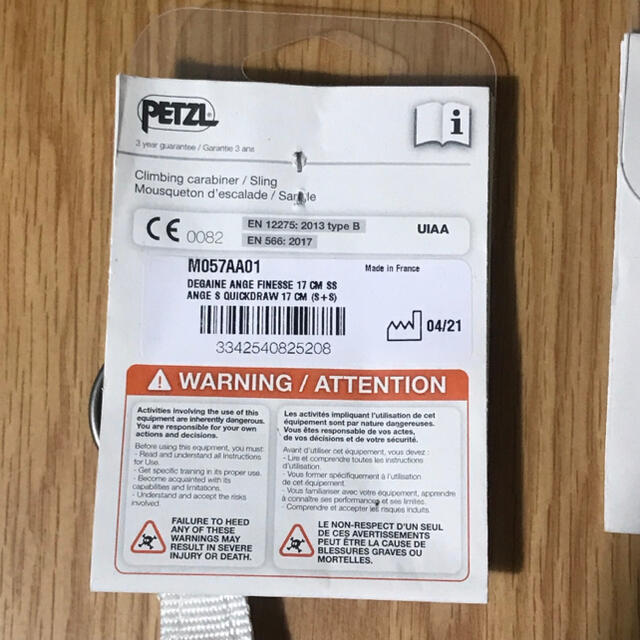 PETZL
3 year guarantee / Garantie 3 ans
i
Climbing carabiner / Sling
Mousqueton d'escalade /
CE 0082
EN 12275: 2013 type B
EN 566: 2017
UIAA
M057AA01
Made in France
DEGAINE ANGE FINESSE 17 CM SS
ANGE S QUICKDRAW 17 CM (S+S)
04/21
3342540825208
WARNING / ATTENTION
Activities involving the use of this
equipment are inherently dangerous.
You are responsible for your own
actions and decisions.
Before using this equipment, you must:
- Read and understand all Instructions
for Use.
- Get specific training in its proper use.
- Become acquainted with its
capabilities and limitations.
- Understand and accept the risks
involved.
FAILURE TO HEED
ANY OF THESE
WARNINGS MAY
RESULT IN SEVERE
INJURY OR DEATH.
Les activités impliquant l'utilisation de cet
équipement sont par nature dangereuses.
Vous êtes responsable de vos actes,
de vos décisions et de votre sécurité.
Avant d'utiliser cet équipement, vous devez :
- Lire et comprendre toutes les instructions
d'utilisation.
- Vous former spécifiquement à l'utilisation
de cet équipement.
- Vous familiariser avec votre équipement, apprendre
à connaître ses performances et ses limites.
- Comprendre et accepter les risques induits.
LE NON-RESPECT D'UN SEUL
DE CES AVERTISSEMENTS
PEUT ÊTRE LA CAUSE DE
BLESSURES GRAVES OU
MORTELLES.